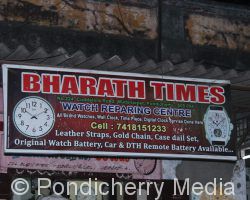 BHARATH TIMES
WATCH REPARING CENTRE
All Brand Watches, Wall Clock, Time Piece, Digital Clock Service Done Here
Cell : 7418151233
Leather Straps, Gold Chain, Case dail Set.
Original Watch Battery, Car & DTH Remote Battery Available...
© Pondicherry Media